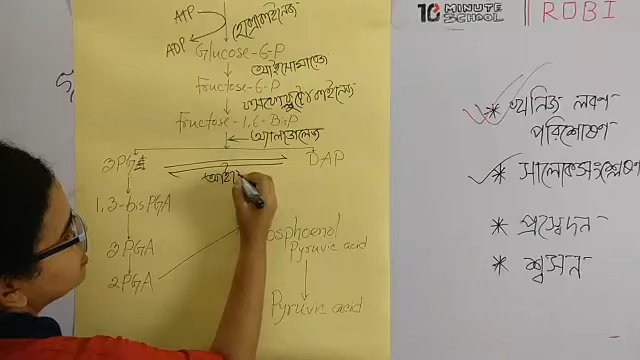 ATP
হেক্সোকাইনেজ
ADP
Glucose-6-P
আইসোমারেজ
Fructose-6-P
ফসফোফ্রুক্টোকাইনেজ
Fructose-1,6-BisP
অ্যালডোলেজ
3PGA
DAP
আই
1,3-bisPGA
3PGA
2PGA
osphoenol
Pyruvic acid
Pyruvic acid
10 MINUTE SCHOOL
ROBI
* খনিজ লবণ
পরিশোষণ
* সালোকসংশ্লেষণ
* প্রস্বেদন
* শ্বসন